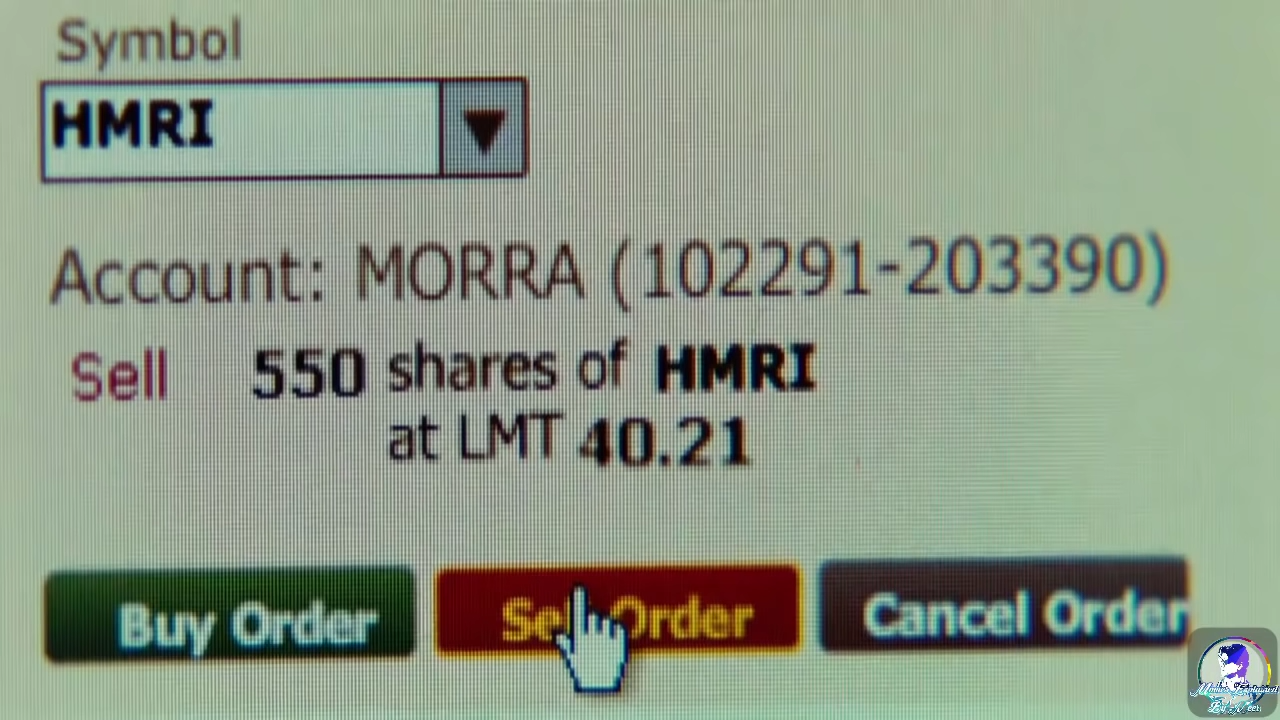 Symbol
HMRI
Account: MORRA (102291-203390)
Sell 550 shares of HMRI
at LMT 40.21
Buy Order Sell Order Cancel Order